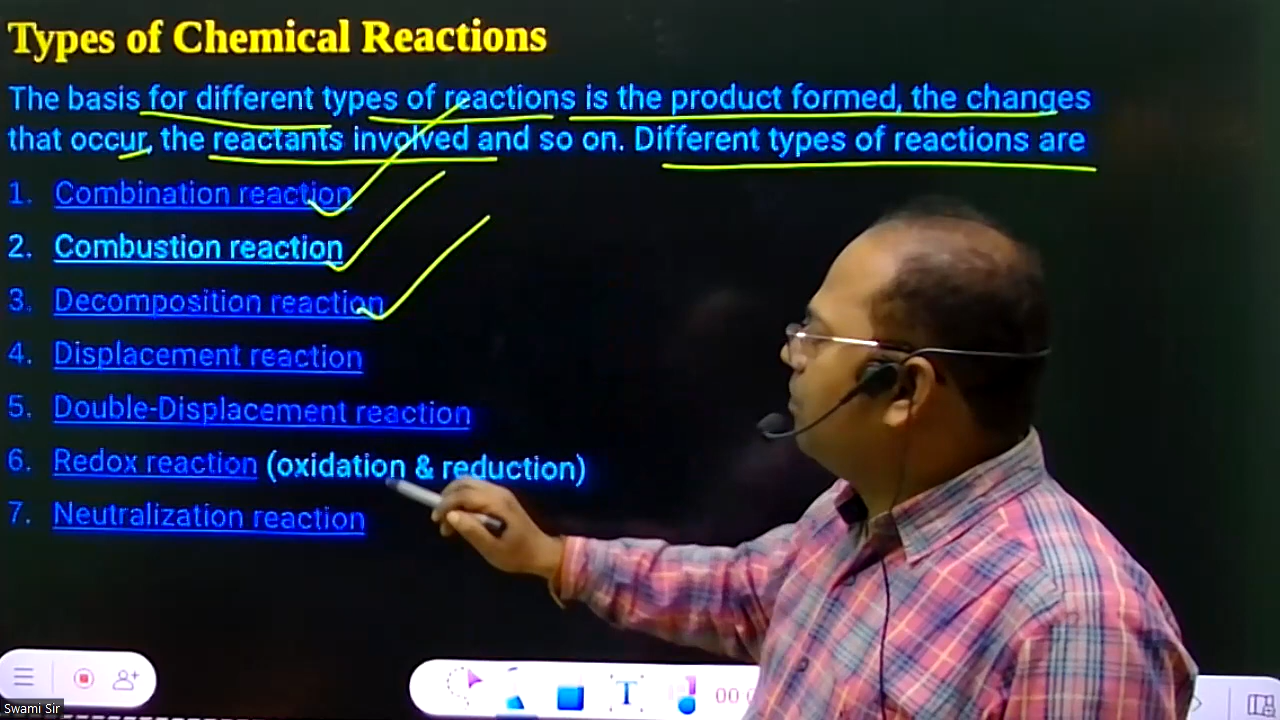 Types of Chemical Reactions
The basis for different types of reactions is the product formed, the changes
that occur, the reactants involved and so on. Different types of reactions are
1. Combination reaction
2. Combustion reaction
3. Decomposition reaction
4. Displacement reaction
5. Double-Displacement reaction
6. Redox reaction (oxidation & reduction)
7. Neutralization reaction
T
Swami Sir